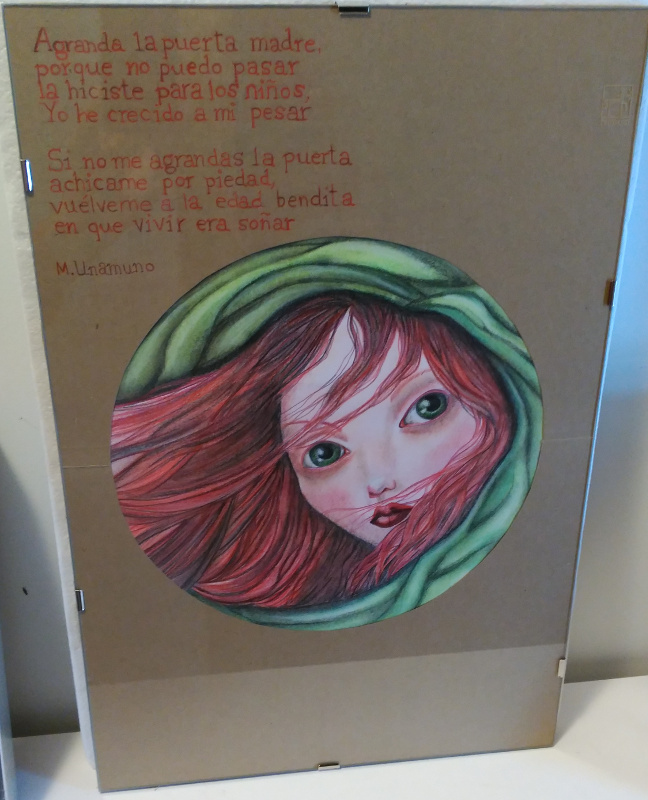 Agranda la puerta madre,
porque no puedo pasar
la hiciste para los niños,
Yo he crecido a mi pesar
Si no me agrandas la puerta
achicame por piedad,
vuélveme a la edad bendita
en que vivir era soñar
M. Unamuno